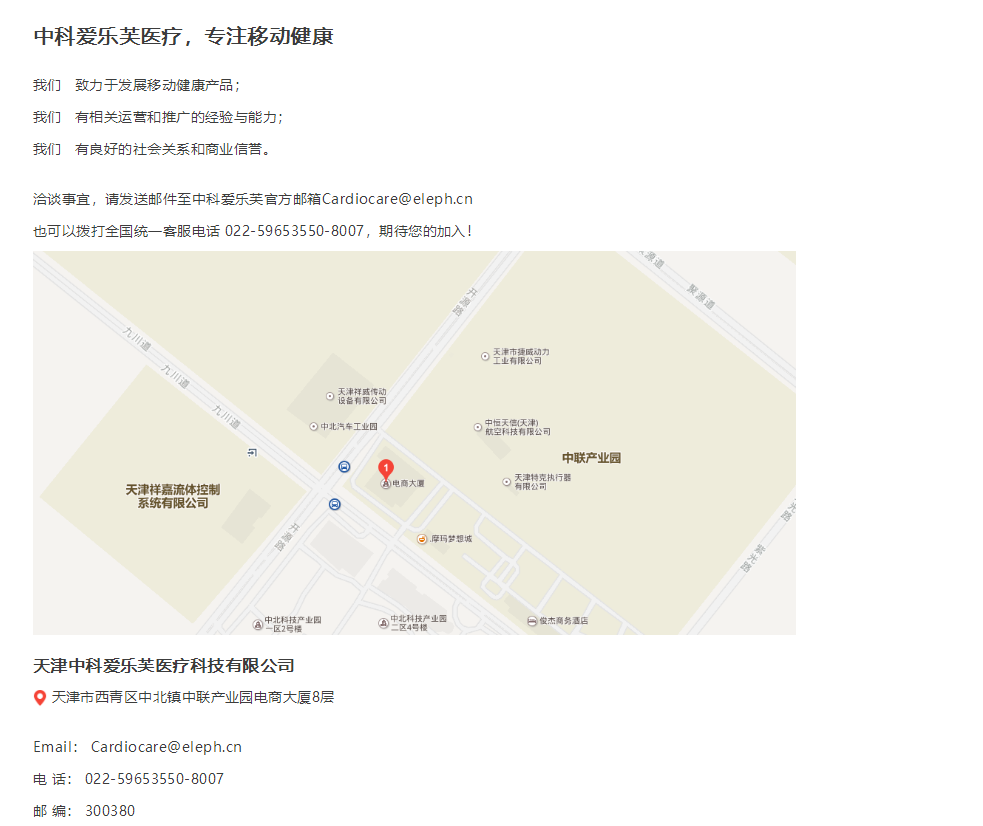 中科爱乐芙医疗，专注移动健康
我们 致力于发展移动健康产品；
我们 有相关运营和推广的经验与能力；
我们 有良好的社会关系和商业信誉。
洽谈事宜，请发送邮件至中科爱乐芙官方邮箱Cardiocare@eleph.cn
也可以拨打全国统一客服电话 022-59653550-8007，期待您的加入！
聚源道
聚源道
开源路
九川道
九川道
九川道
天津市捷威动力
工业有限公司
天津祥威传动
设备有限公司
中北汽车工业园
中恒天信(天津)
航空科技有限公司
中联产业园
1
电商大厦
天津特克执行器
有限公司
天津祥嘉流体控制
系统有限公司
紫光路
开源路
摩玛梦想城
紫光路
中北科技产业园
一区2号楼
中北科技产业园
二区4号楼
俊杰商务酒店
天津中科爱乐芙医疗科技有限公司
天津市西青区中北镇中联产业园电商大厦8层
Email： Cardiocare@eleph.cn
电 话： 022-59653550-8007
邮 编： 300380